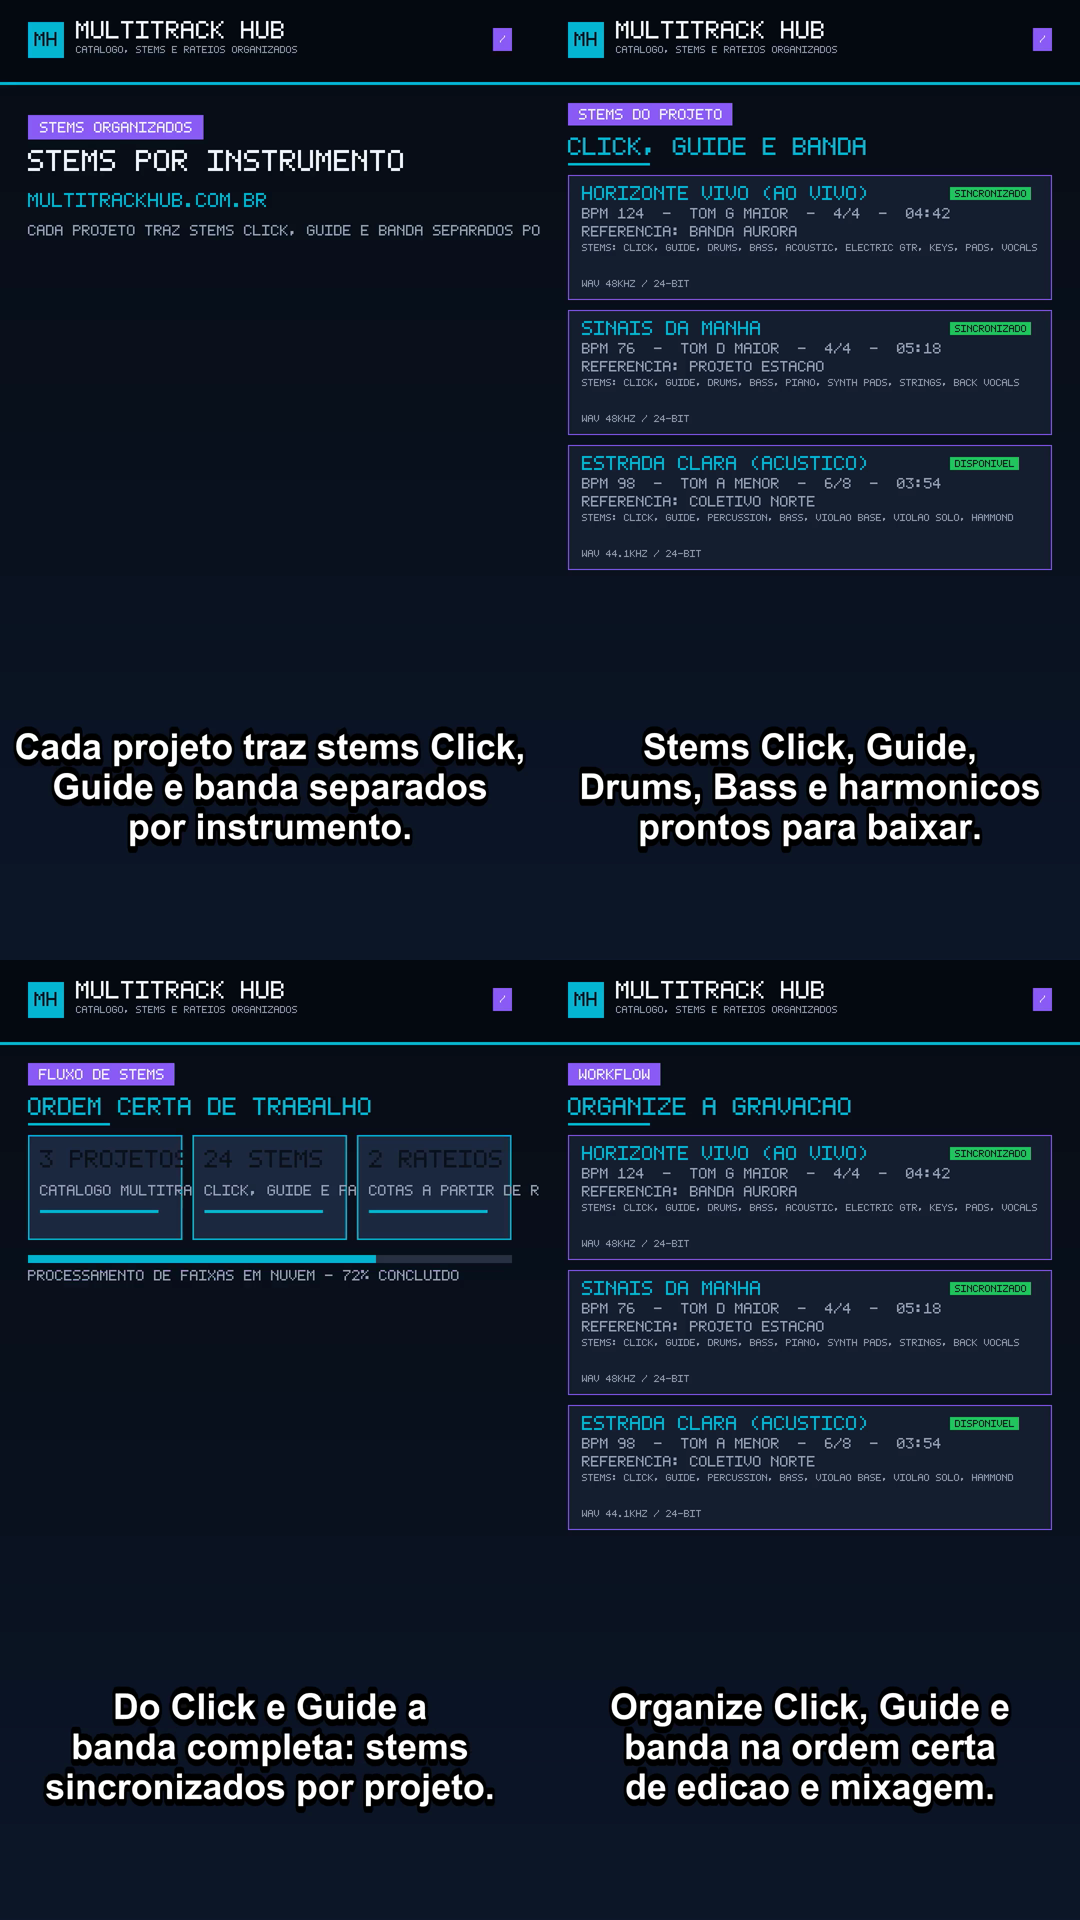 MH
MULTITRACK HUB
CATALOGO, STEMS E RATEIOS ORGANIZADOS
/
STEMS ORGANIZADOS
STEMS POR INSTRUMENTO
MULTITRACKHUB.COM.BR
CADA PROJETO TRAZ STEMS CLICK, GUIDE E BANDA SEPARADOS PO
Cada projeto traz stems Click,
Guide e banda separados
por instrumento.
MH
MULTITRACK HUB
CATALOGO, STEMS E RATEIOS ORGANIZADOS
/
STEMS DO PROJETO
CLICK, GUIDE E BANDA
HORIZONTE VIVO (AO VIVO)
SINCRONIZADO
BPM 124 - TOM G MAIOR - 4/4 - 04:42
REFERENCIA: BANDA AURORA
STEMS: CLICK, GUIDE, DRUMS, BASS, ACOUSTIC, ELECTRIC GTR, KEYS, PADS, VOCALS
WAV 48KHZ / 24-BIT
SINAIS DA MANHA
SINCRONIZADO
BPM 76 - TOM D MAIOR - 4/4 - 05:18
REFERENCIA: PROJETO ESTACAO
STEMS: CLICK, GUIDE, DRUMS, BASS, PIANO, SYNTH PADS, STRINGS, BACK VOCALS
WAV 48KHZ / 24-BIT
ESTRADA CLARA (ACUSTICO)
DISPONIVEL
BPM 98 - TOM A MENOR - 6/8 - 03:54
REFERENCIA: COLETIVO NORTE
STEMS: CLICK, GUIDE, PERCUSSION, BASS, VIOLAO BASE, VIOLAO SOLO, HAMMOND
WAV 44.1KHZ / 24-BIT
Stems Click, Guide,
Drums, Bass e harmonicos
prontos para baixar.
MH
MULTITRACK HUB
CATALOGO, STEMS E RATEIOS ORGANIZADOS
/
FLUXO DE STEMS
ORDEM CERTA DE TRABALHO
3 PROJETOS
CATALOGO MULTITRA
24 STEMS
CLICK, GUIDE E FA
2 RATEIOS
COTAS A PARTIR DE R
PROCESSAMENTO DE FAIXAS EM NUVEM - 72% CONCLUIDO
Do Click e Guide a
banda completa: stems
sincronizados por projeto.
MH
MULTITRACK HUB
CATALOGO, STEMS E RATEIOS ORGANIZADOS
/
WORKFLOW
ORGANIZE A GRAVACAO
HORIZONTE VIVO (AO VIVO)
SINCRONIZADO
BPM 124 - TOM G MAIOR - 4/4 - 04:42
REFERENCIA: BANDA AURORA
STEMS: CLICK, GUIDE, DRUMS, BASS, ACOUSTIC, ELECTRIC GTR, KEYS, PADS, VOCALS
WAV 48KHZ / 24-BIT
SINAIS DA MANHA
SINCRONIZADO
BPM 76 - TOM D MAIOR - 4/4 - 05:18
REFERENCIA: PROJETO ESTACAO
STEMS: CLICK, GUIDE, DRUMS, BASS, PIANO, SYNTH PADS, STRINGS, BACK VOCALS
WAV 48KHZ / 24-BIT
ESTRADA CLARA (ACUSTICO)
DISPONIVEL
BPM 98 - TOM A MENOR - 6/8 - 03:54
REFERENCIA: COLETIVO NORTE
STEMS: CLICK, GUIDE, PERCUSSION, BASS, VIOLAO BASE, VIOLAO SOLO, HAMMOND
WAV 44.1KHZ / 24-BIT
Organize Click, Guide e
banda na ordem certa
de edicao e mixagem.